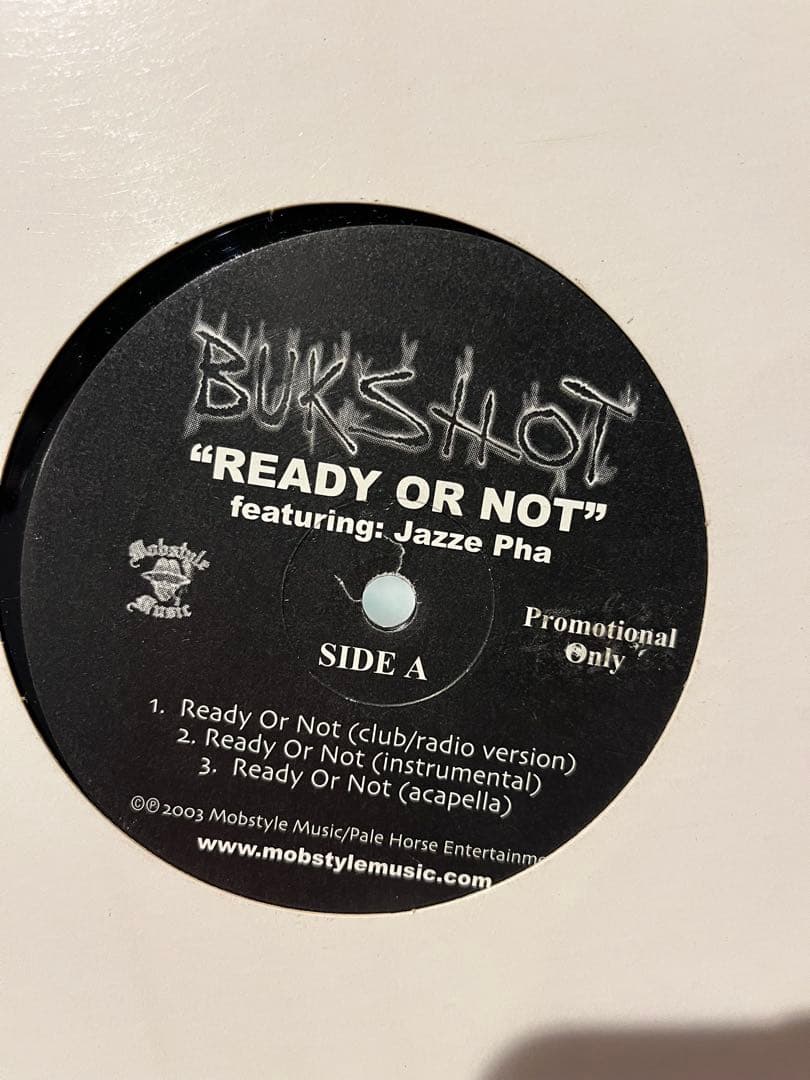 BUKSHOT
“READY OR NOT”
featuring: Jazze Pha
Mobstyle
Music
Promotional
Only
SIDE A
1. Ready Or Not (club/radio version)
2. Ready Or Not (instrumental)
3. Ready Or Not (acapella)
©℗ 2003 Mobstyle Music/Pale Horse Entertainme
www.mobstylemusic.com